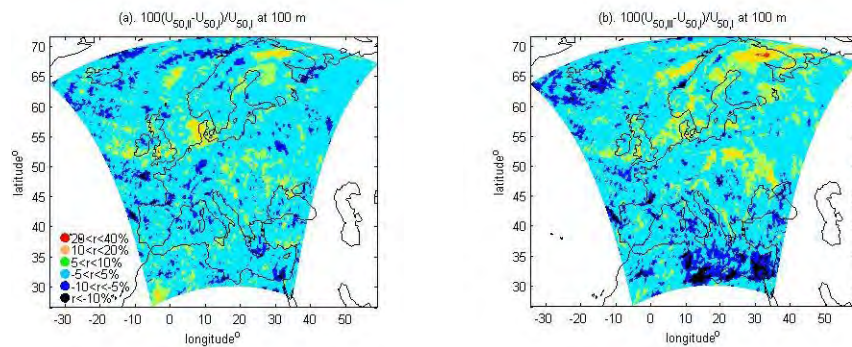 (a). 100(U50,II-U50,I)/U50,I at 100 m
latitude°
70
65
60
55
50
45
40
35
30
20<r<40%
10<r<20%
5<r<10%
-5<r<5%
-10<r<-5%
r<-10%
-30 -20 -10 0 10 20 30 40 50
longitude°
(b). 100(U50,III-U50,I)/U50,I at 100 m
latitude°
70
65
60
55
50
45
40
35
30
-30 -20 -10 0 10 20 30 40 50
longitude°